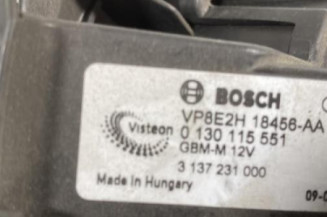 BOSCH
VP8E2H 18456-AA
Visteon
0 130 115 551
GBM-M 12V
3 137 231 000
Made in Hungary
09-0